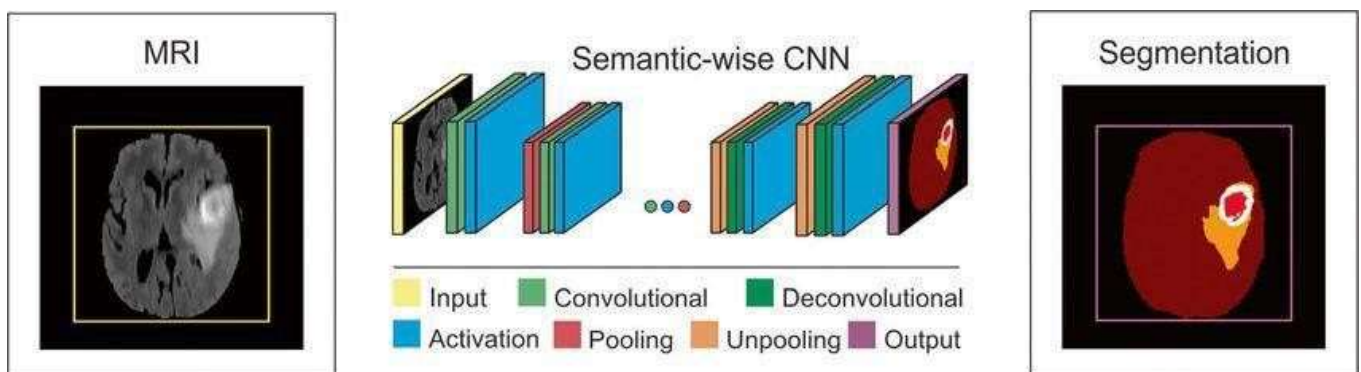 MRI
Semantic-wise CNN
Segmentation
Input Convolutional Deconvolutional
Activation Pooling Unpooling Output